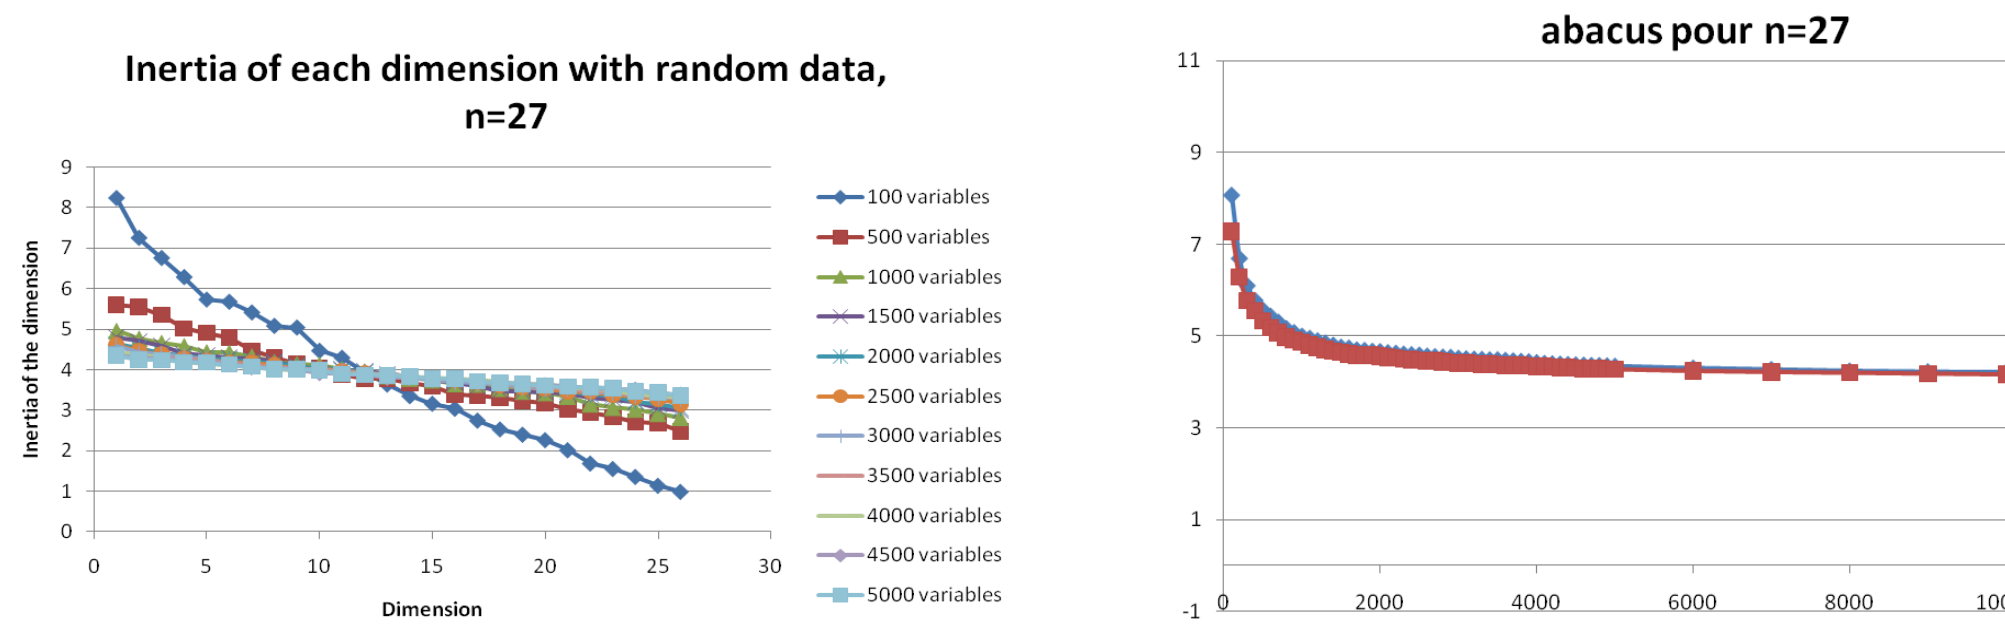 Inertia of each dimension with random data,
n=27
Inertia of the dimension
9
8
7
6
5
4
3
2
1
0
0 5 10 15 20 25 30
Dimension
100 variables
500 variables
1000 variables
1500 variables
2000 variables
2500 variables
3000 variables
3500 variables
4000 variables
4500 variables
5000 variables
abacus pour n=27
11
9
7
5
3
1
-1
0 2000 4000 6000 8000